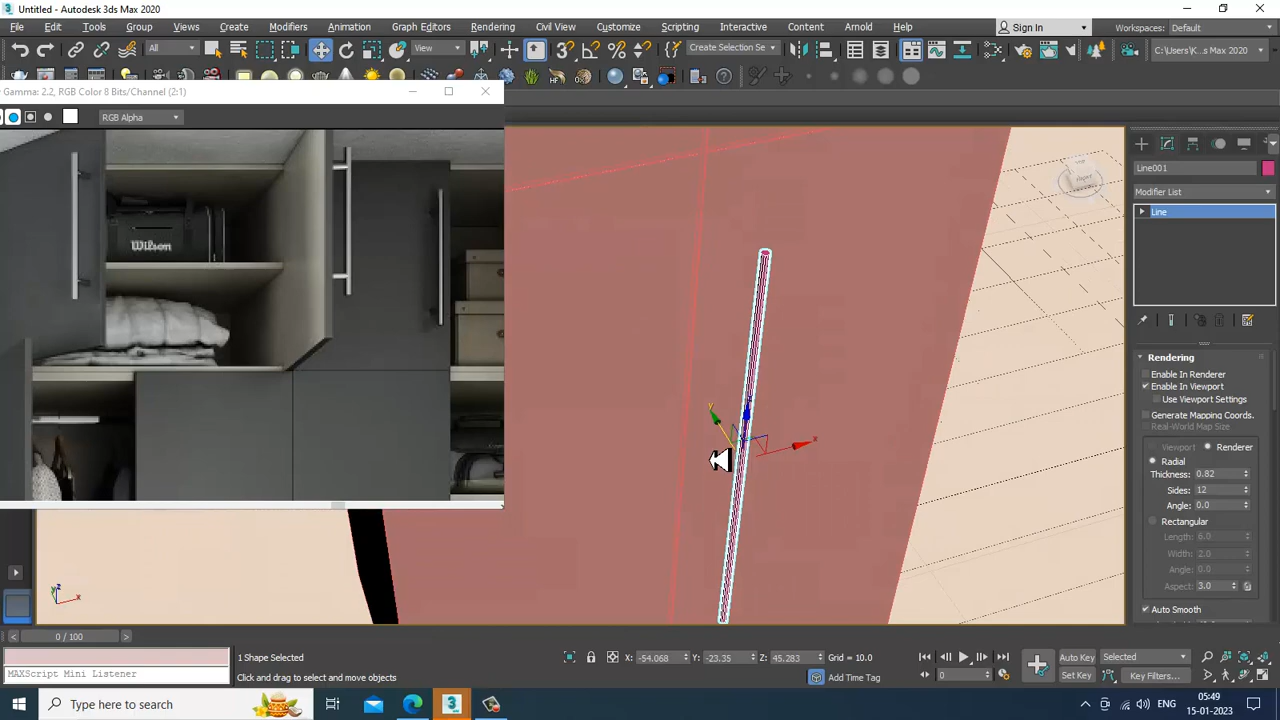 Untitled - Autodesk 3ds Max 2020
File Edit Tools Group Views Create Modifiers Animation Graph Editors Rendering Civil View Customize Scripting Interactive Content Arnold Help Sign In Workspaces: Default
All View Create Selection Se C:\Users\K...s Max 2020
Gamma: 2.2, RGB Color 8 Bits/Channel (2:1)
RGB Alpha
Wilson
Line001
Modifier List
Line
Rendering
Enable In Renderer
Enable In Viewport
Use Viewport Settings
Generate Mapping Coords.
Real-World Map Size
Viewport Renderer
Radial
Thickness: 0.82
Sides: 12
Angle: 0.0
Rectangular
Length: 6.0
Width: 2.0
Angle: 0.0
Aspect: 3.0
Auto Smooth
x
y
z
x
y
0 / 100
1 Shape Selected
X: -54.068 Y: -23.35 Z: 45.283 Grid = 10.0
Auto Key Selected
MAXScript Mini Listener
Click and drag to select and move objects
Add Time Tag
0
Set Key Key Filters...
Type here to search
ENG
05:49
15-01-2023